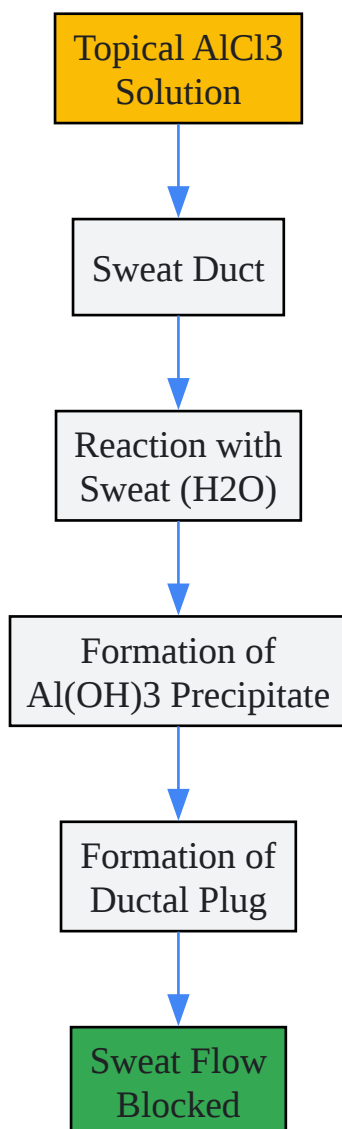 Topical AlCl3
Solution
Sweat Duct
Reaction with
Sweat (H2O)
Formation of
Al(OH)3 Precipitate
Formation of
Ductal Plug
Sweat Flow
Blocked